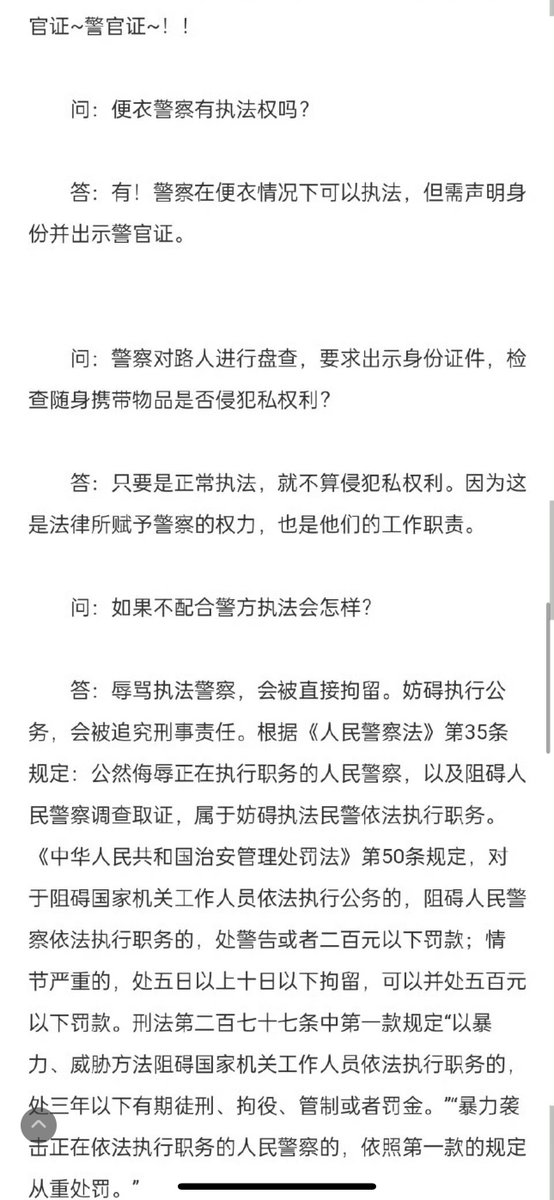 官证~警官证~！！
问：便衣警察有执法权吗？
答：有！警察在便衣情况下可以执法，但需声明身
份并出示警官证。
问：警察对路人进行盘查，要求出示身份证件，检
查随身携带物品是否侵犯私权利？
答：只要是正常执法，就不算侵犯私权利。因为这
是法律所赋予警察的权力，也是他们的工作职责。
问：如果不配合警方执法会怎样？
答：辱骂执法警察，会被直接拘留。妨碍执行公
务，会被追究刑事责任。根据《人民警察法》第35条
规定：公然侮辱正在执行职务的人民警察，以及阻碍人
民警察调查取证，属于妨碍执法民警依法执行职务。
《中华人民共和国治安管理处罚法》第50条规定，对
于阻碍国家机关工作人员依法执行公务的，阻碍人民警
察依法执行职务的，处警告或者二百元以下罚款；情
节严重的，处五日以上十日以下拘留，可以并处五百元
以下罚款。刑法第二百七十七条中第一款规定“以暴
力、威胁方法阻碍国家机关工作人员依法执行职务的，
处三年以下有期徒刑、拘役、管制或者罚金。”“暴力袭
击正在依法执行职务的人民警察的，依照第一款的规定
从重处罚。”